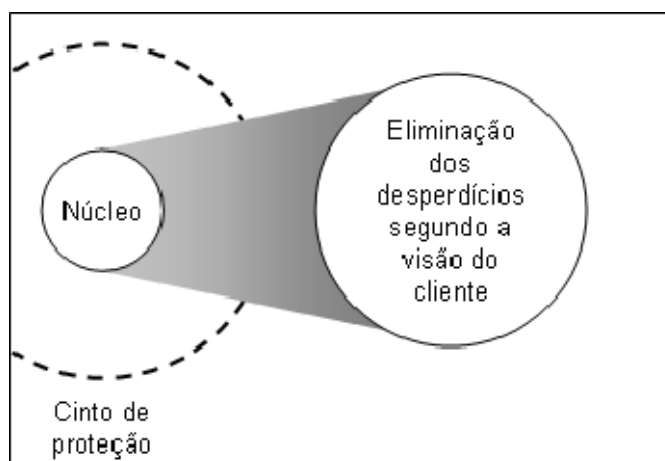 Núcleo
Eliminação
dos
desperdícios
segundo a
visão do
cliente
Cinto de
proteção